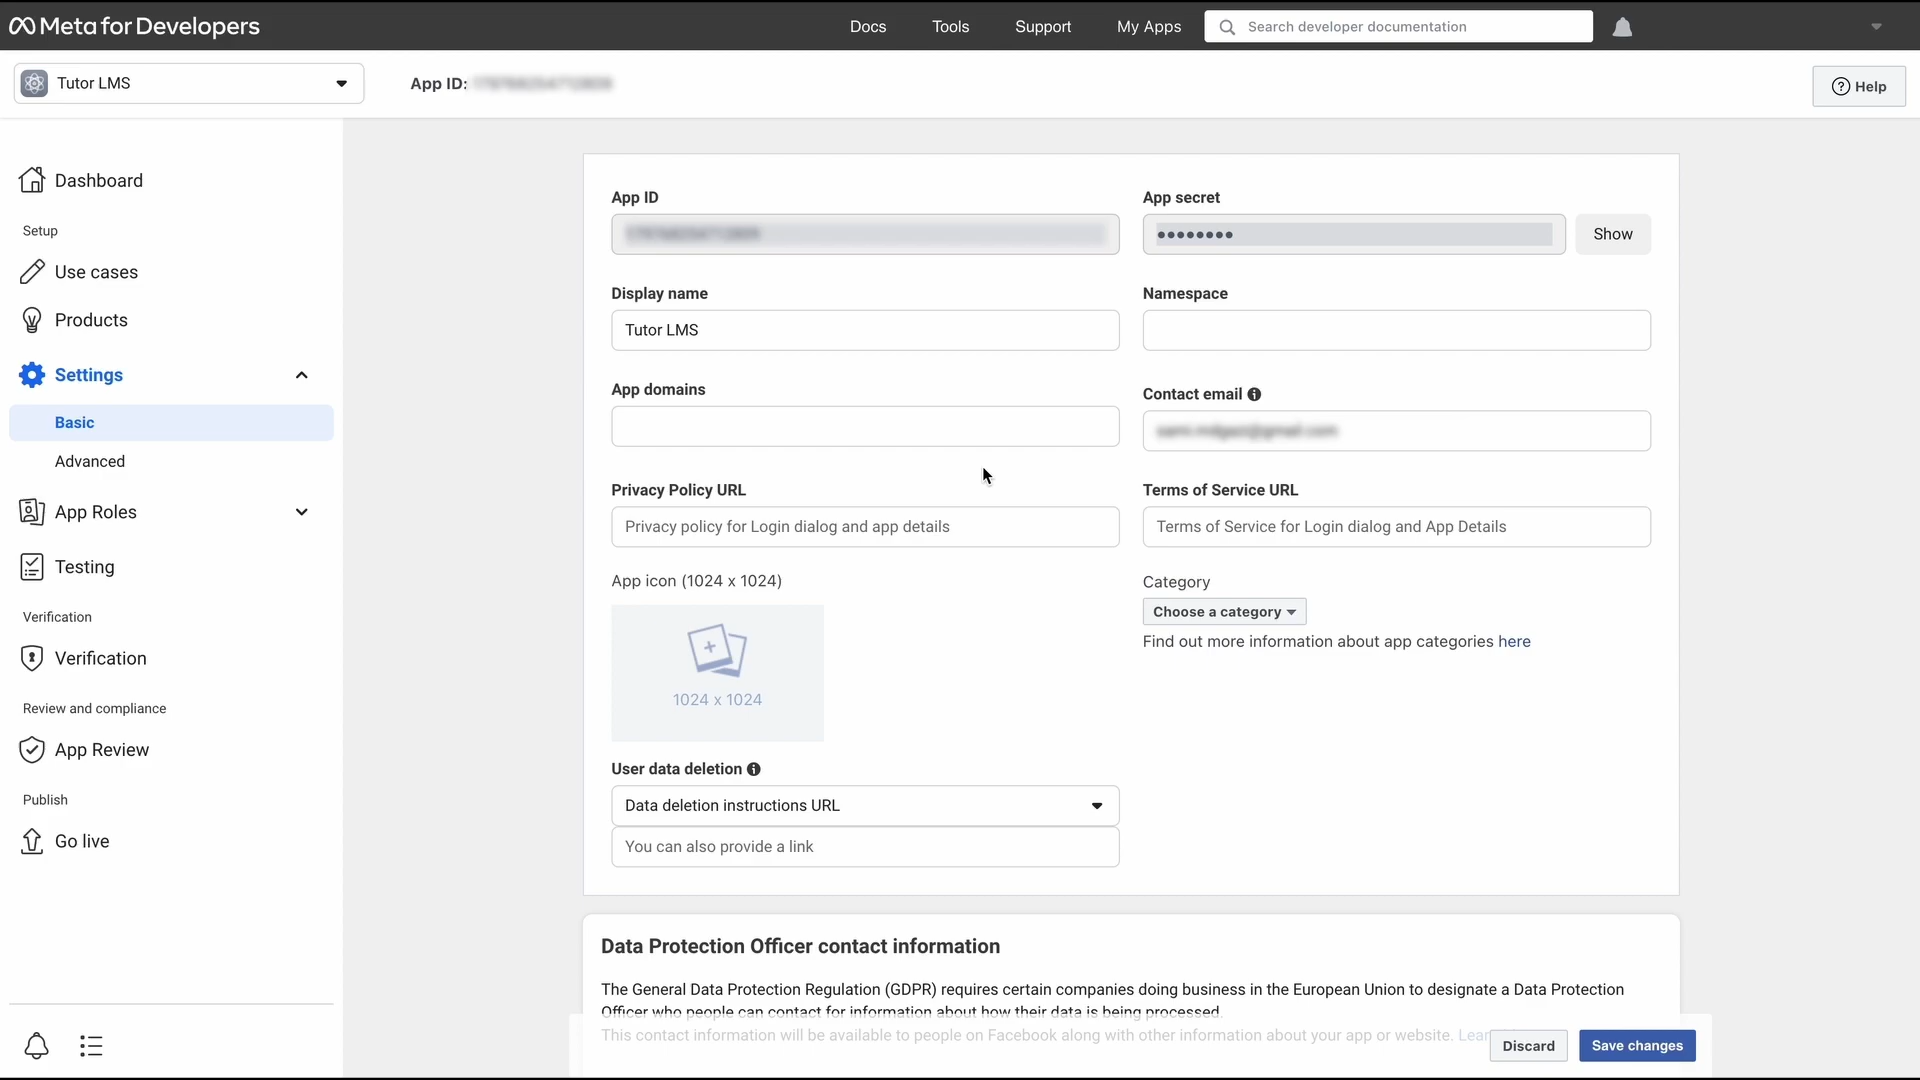 Meta for Developers
Docs
Tools
Support
My Apps
Search developer documentation
Tutor LMS
App ID:
Help
Dashboard
Setup
Use cases
Products
Settings
Basic
Advanced
App Roles
Testing
Verification
Verification
Review and compliance
App Review
Publish
Go live
App ID
App secret
••••••••
Show
Display name
Namespace
Tutor LMS
App domains
Contact email
Privacy Policy URL
Terms of Service URL
Privacy policy for Login dialog and app details
Terms of Service for Login dialog and App Details
App icon (1024 x 1024)
Category
Choose a category
Find out more information about app categories here
1024 x 1024
User data deletion
Data deletion instructions URL
You can also provide a link
Data Protection Officer contact information
The General Data Protection Regulation (GDPR) requires certain companies doing business in the European Union to designate a Data Protection
Officer who people can contact for information about how their data is being processed.
This contact information will be available to people on Facebook along with other information about your app or website.
Discard
Save changes